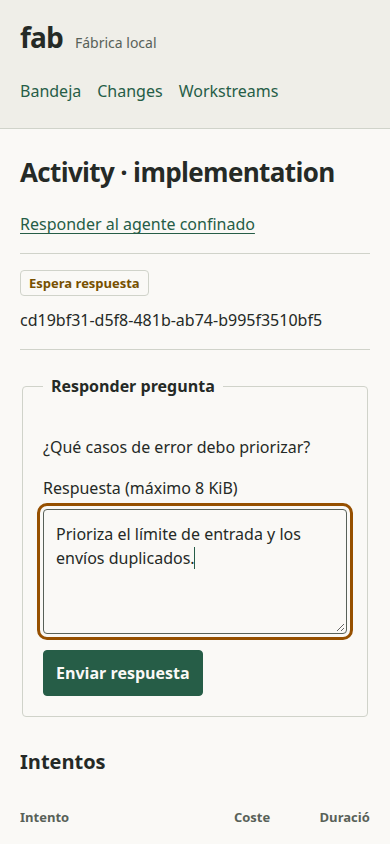 fab Fábrica local
Bandeja Changes Workstreams
Activity · implementation
Responder al agente confinado
Espera respuesta
cd19bf31-d5f8-481b-ab74-b995f3510bf5
Responder pregunta
¿Qué casos de error debo priorizar?
Respuesta (máximo 8 KiB)
Prioriza el límite de entrada y los
envíos duplicados.
Enviar respuesta
Intentos
Intento Coste Duració